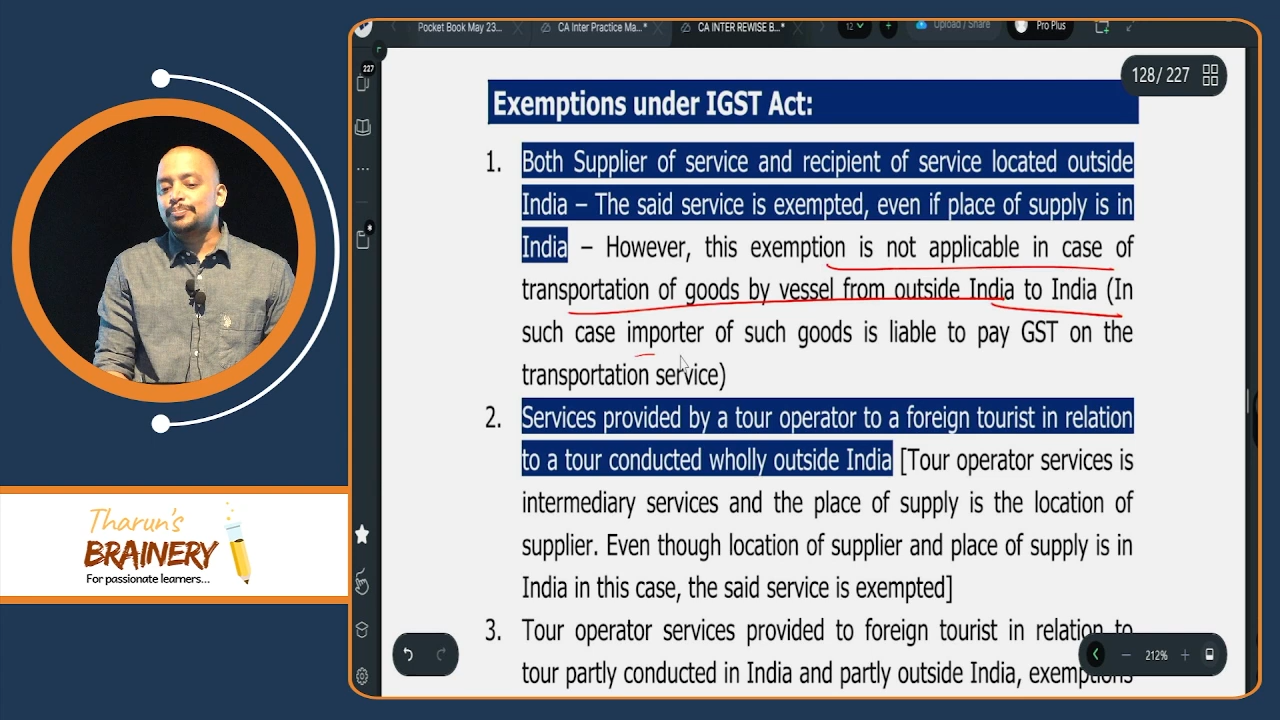 Pocket Book May 23...
CA Inter Practice Ma...*
CA INTER REWISE B...*
12
Upload / Share
Pro Plus
227
128/ 227
Exemptions under IGST Act:
1. Both Supplier of service and recipient of service located outside
India – The said service is exempted, even if place of supply is in
India – However, this exemption is not applicable in case of
transportation of goods by vessel from outside India to India (In
such case importer of such goods is liable to pay GST on the
transportation service)
2. Services provided by a tour operator to a foreign tourist in relation
to a tour conducted wholly outside India [Tour operator services is
intermediary services and the place of supply is the location of
supplier. Even though location of supplier and place of supply is in
India in this case, the said service is exempted]
3. Tour operator services provided to foreign tourist in relation to
tour partly conducted in India and partly outside India, exemptions
212%
Tharun's
BRAINERY
For passionate learners...